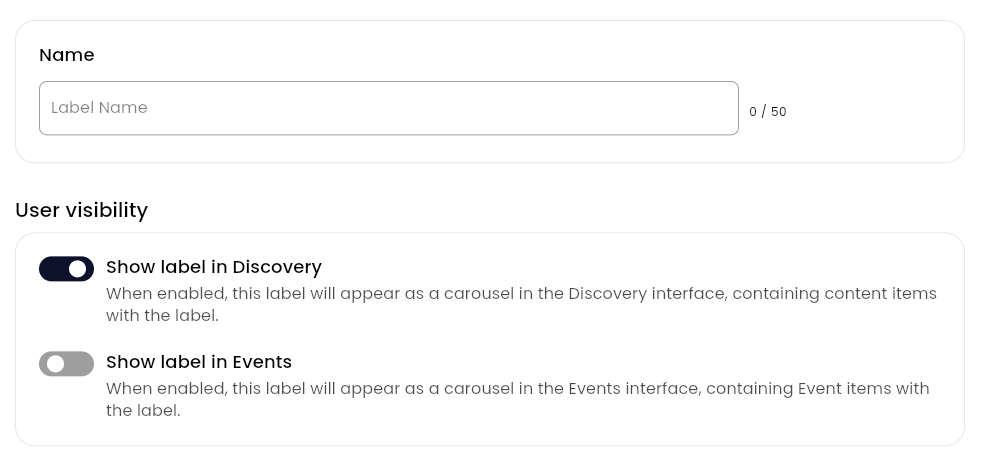 Name
Label Name
0 / 50
User visibility
Show label in Discovery
When enabled, this label will appear as a carousel in the Discovery interface, containing content items
with the label.
Show label in Events
When enabled, this label will appear as a carousel in the Events interface, containing Event items with
the label.